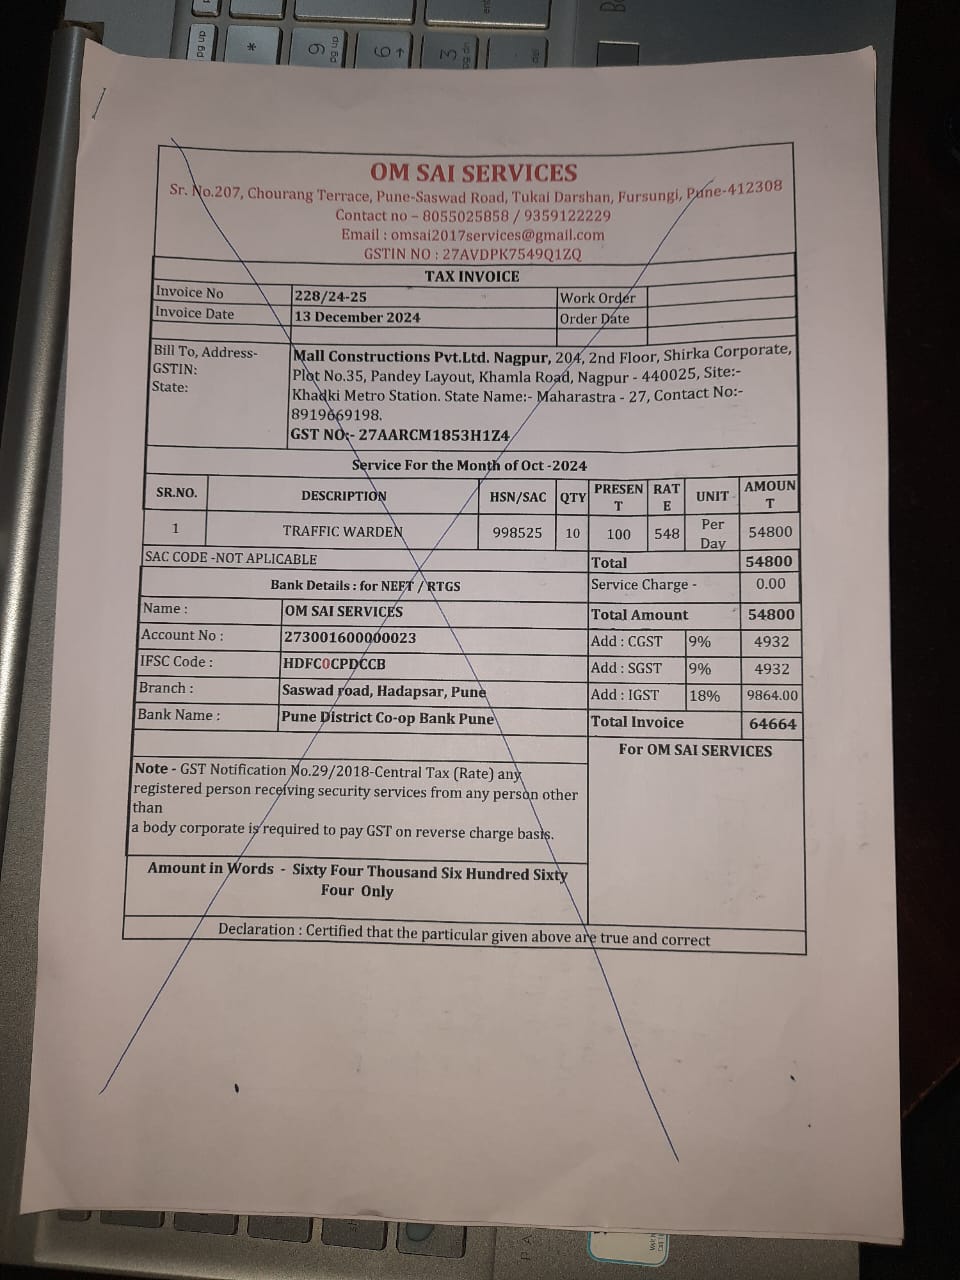 OM SAI SERVICES
Sr. No.207, Chourang Terrace, Pune-Saswad Road, Tukai Darshan, Fursungi, Pune-412308
Contact no – 8055025858 / 9359122229
Email : omsai2017services@gmail.com
GSTIN NO : 27AVDPK7549Q1ZQ
TAX INVOICE
Invoice No 228/24-25 Work Order
Invoice Date 13 December 2024 Order Date
Bill To, Address-
GSTIN:
State:
Mall Constructions Pvt.Ltd. Nagpur, 204, 2nd Floor, Shirka Corporate,
Plot No.35, Pandey Layout, Khamla Road, Nagpur - 440025, Site:-
Khadki Metro Station. State Name:- Maharastra - 27, Contact No:-
8919669198.
GST NO:- 27AARCM1853H1Z4
Service For the Month of Oct -2024
SR.NO. DESCRIPTION HSN/SAC QTY PRESENT RATE UNIT AMOUNT
1 TRAFFIC WARDEN 998525 10 100 548 Per Day 54800
SAC CODE -NOT APLICABLE Total 54800
Bank Details : for NEFT / RTGS Service Charge - 0.00
Name : OM SAI SERVICES Total Amount 54800
Account No : 273001600000023 Add : CGST 9% 4932
IFSC Code : HDFC0CPDCCB Add : SGST 9% 4932
Branch : Saswad road, Hadapsar, Pune Add : IGST 18% 9864.00
Bank Name : Pune District Co-op Bank Pune Total Invoice 64664
For OM SAI SERVICES
Note - GST Notification No.29/2018-Central Tax (Rate) any
registered person receiving security services from any person other
than
a body corporate is required to pay GST on reverse charge basis.
Amount in Words - Sixty Four Thousand Six Hundred Sixty
Four Only
Declaration : Certified that the particular given above are true and correct
pg up
*
9
pg up
6
3
pg dn